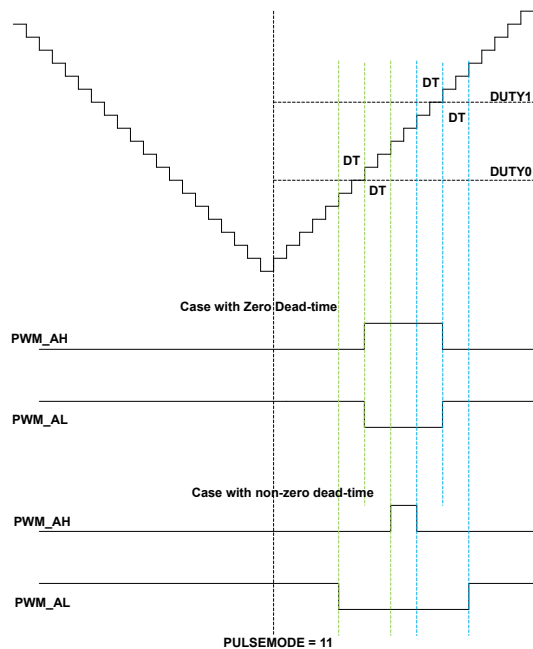 DT
DUTY1
DT
DT
DUTY0
DT
Case with Zero Dead-time
PWM_AH
PWM_AL
Case with non-zero dead-time
PWM_AH
PWM_AL
PULSEMODE = 11